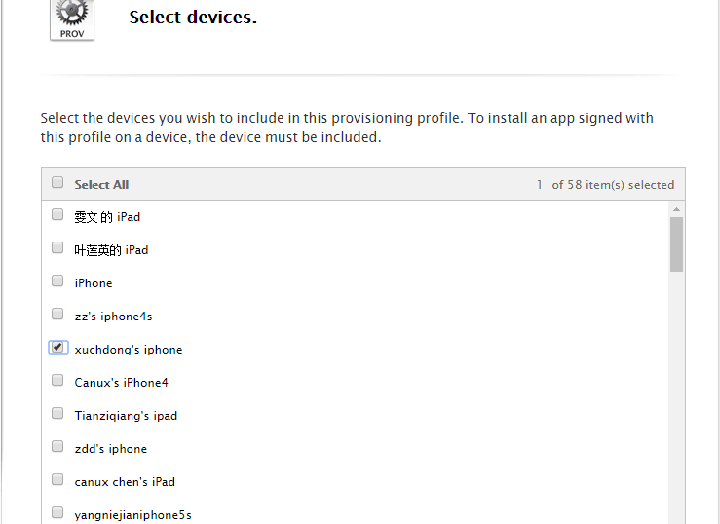 PROV
Select devices.
Select the devices you wish to include in this provisioning profile. To install an app signed with
this profile on a device, the device must be included.
Select All
1 of 58 item(s) selected
雯文 的 iPad
叶莲英的 iPad
iPhone
zz's iphone4s
xuchdong's iphone
Canux's iPhone4
Tianziqiang's ipad
zdd's iphone
canux chen's iPad
yangniejianiphone5s